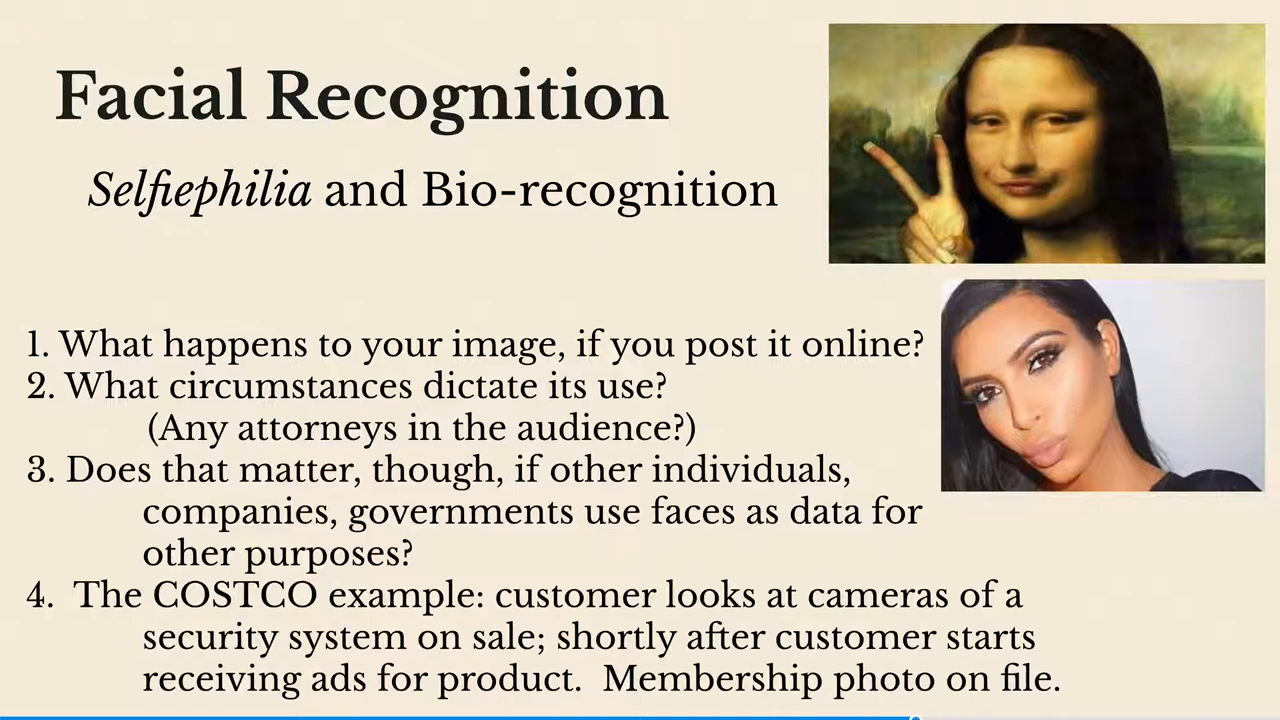 Facial Recognition
Selfiephilia and Bio-recognition
1. What happens to your image, if you post it online?
2. What circumstances dictate its use?
(Any attorneys in the audience?)
3. Does that matter, though, if other individuals,
companies, governments use faces as data for
other purposes?
4. The COSTCO example: customer looks at cameras of a
security system on sale; shortly after customer starts
receiving ads for product. Membership photo on file.